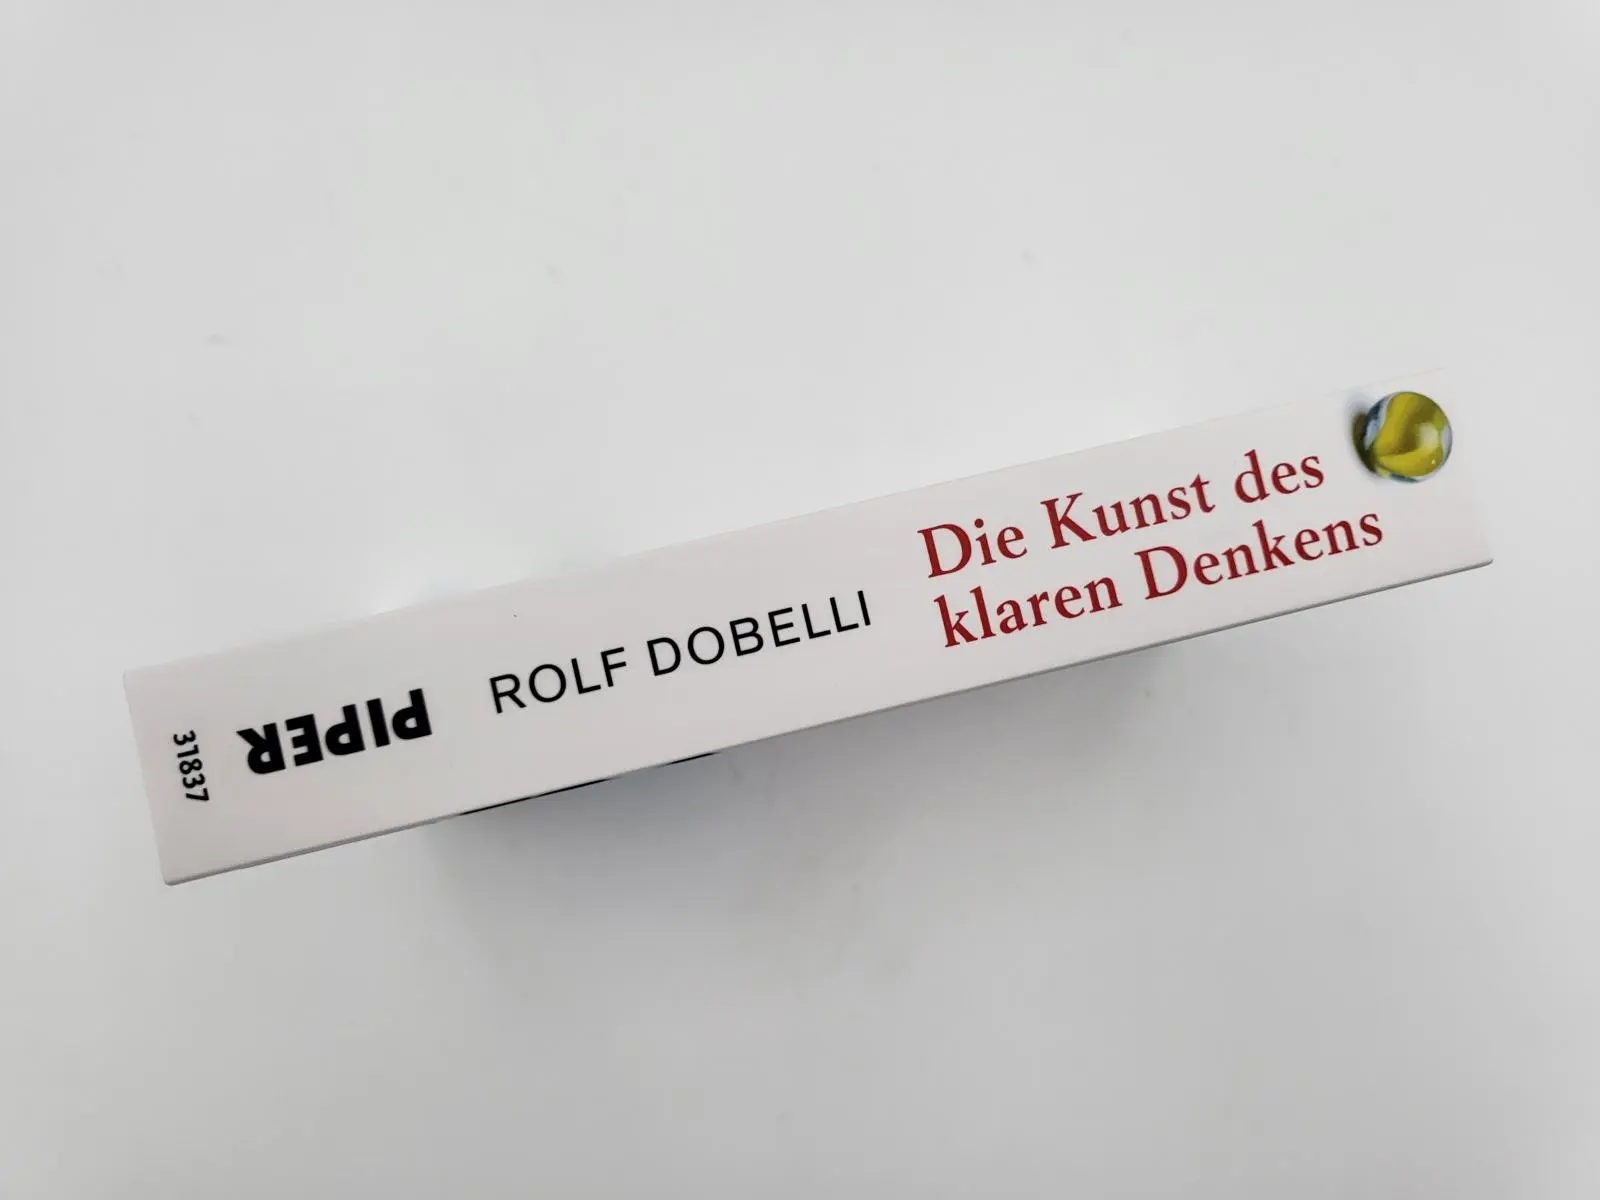 Die Kunst des
klaren Denkens
ROLF DOBELLI
PIPER
31837